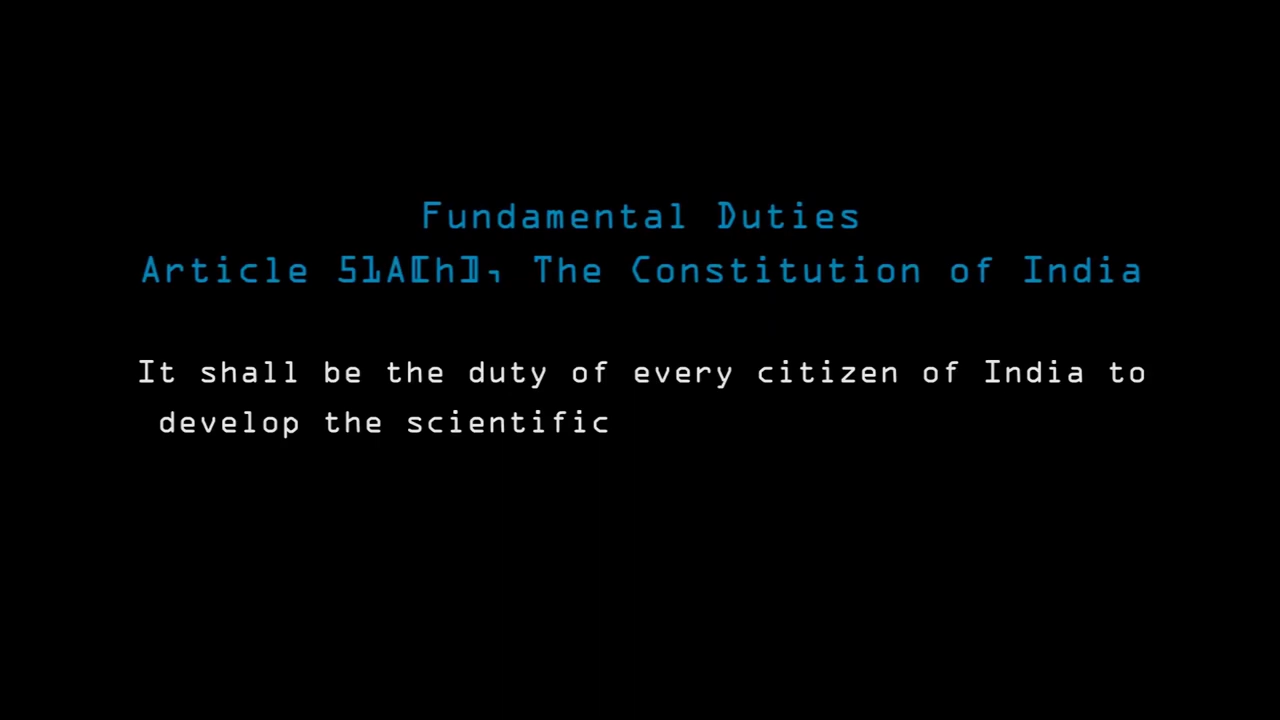 Fundamental Duties
Article 51A[h], The Constitution of India
It shall be the duty of every citizen of India to
develop the scientific